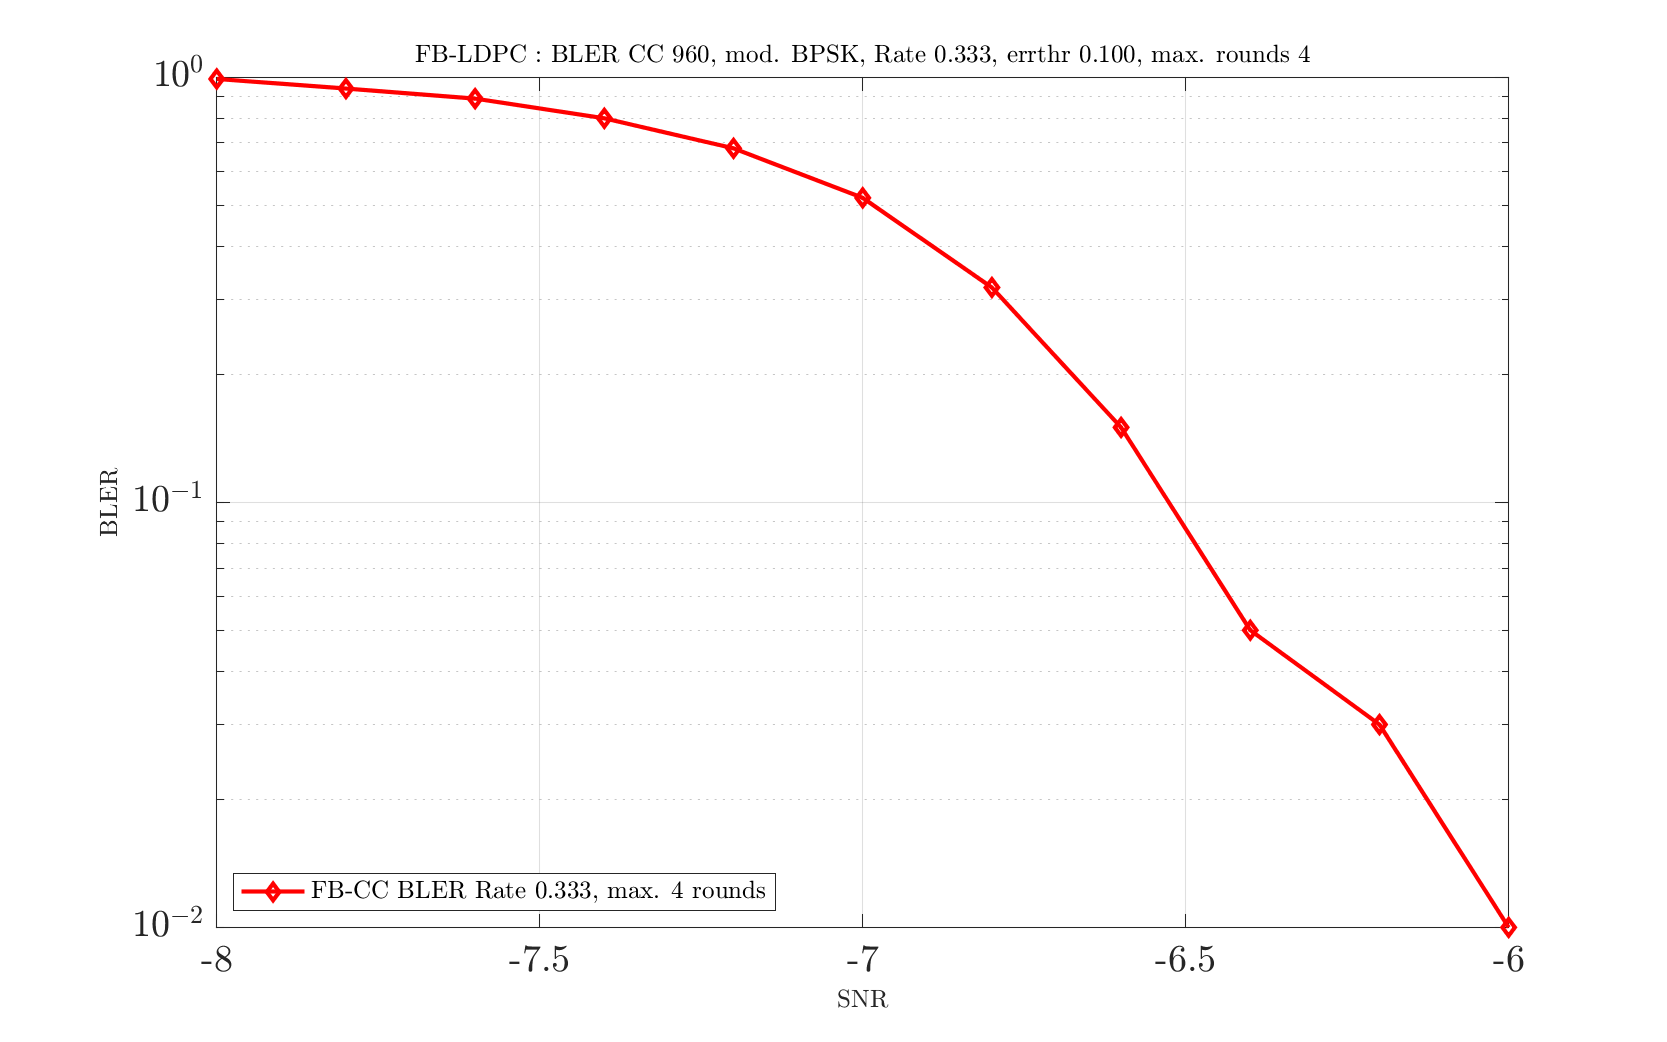 FB-LDPC : BLER CC 960, mod. BPSK, Rate 0.333, errthr 0.100, max. rounds 4
10⁰
10⁻¹
10⁻²
BLER
FB-CC BLER Rate 0.333, max. 4 rounds
-8 -7.5 -7 -6.5 -6
SNR